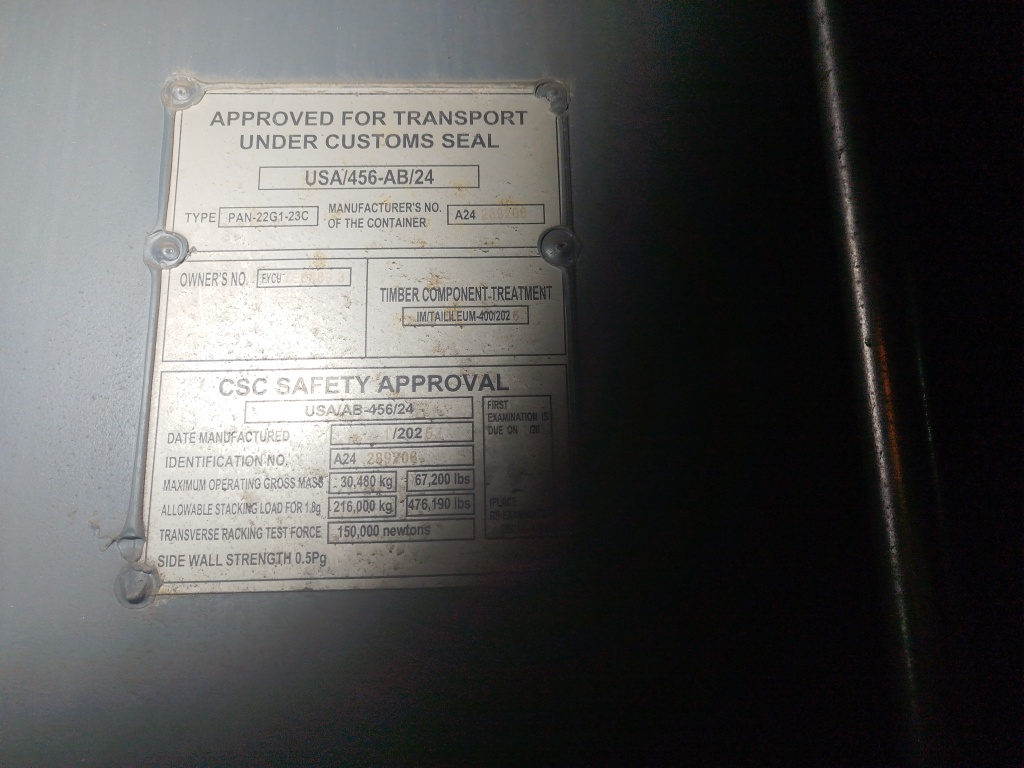 APPROVED FOR TRANSPORT
UNDER CUSTOMS SEAL
USA/456-AB/24
TYPE PAN-22G1-23C MANUFACTURER'S NO. OF THE CONTAINER A24
OWNER'S NO. FYCU
TIMBER COMPONENT TREATMENT
CSC SAFETY APPROVAL
USA/AB-456/24
DATE MANUFACTURED /202
IDENTIFICATION NO. A24
MAXIMUM OPERATING GROSS MASS 30,480 kg 67,200 lbs
ALLOWABLE STACKING LOAD FOR 1.8g 216,000 kg 476,190 lbs
TRANSVERSE RACKING TEST FORCE 150,000 newtons
SIDE WALL STRENGTH 0.5Pg
FIRST
EXAMINATION IS
DUE ON